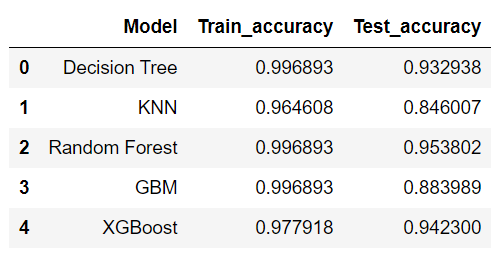 Model Train_accuracy Test_accuracy
0 Decision Tree 0.996893 0.932938
1 KNN 0.964608 0.846007
2 Random Forest 0.996893 0.953802
3 GBM 0.996893 0.883989
4 XGBoost 0.977918 0.942300